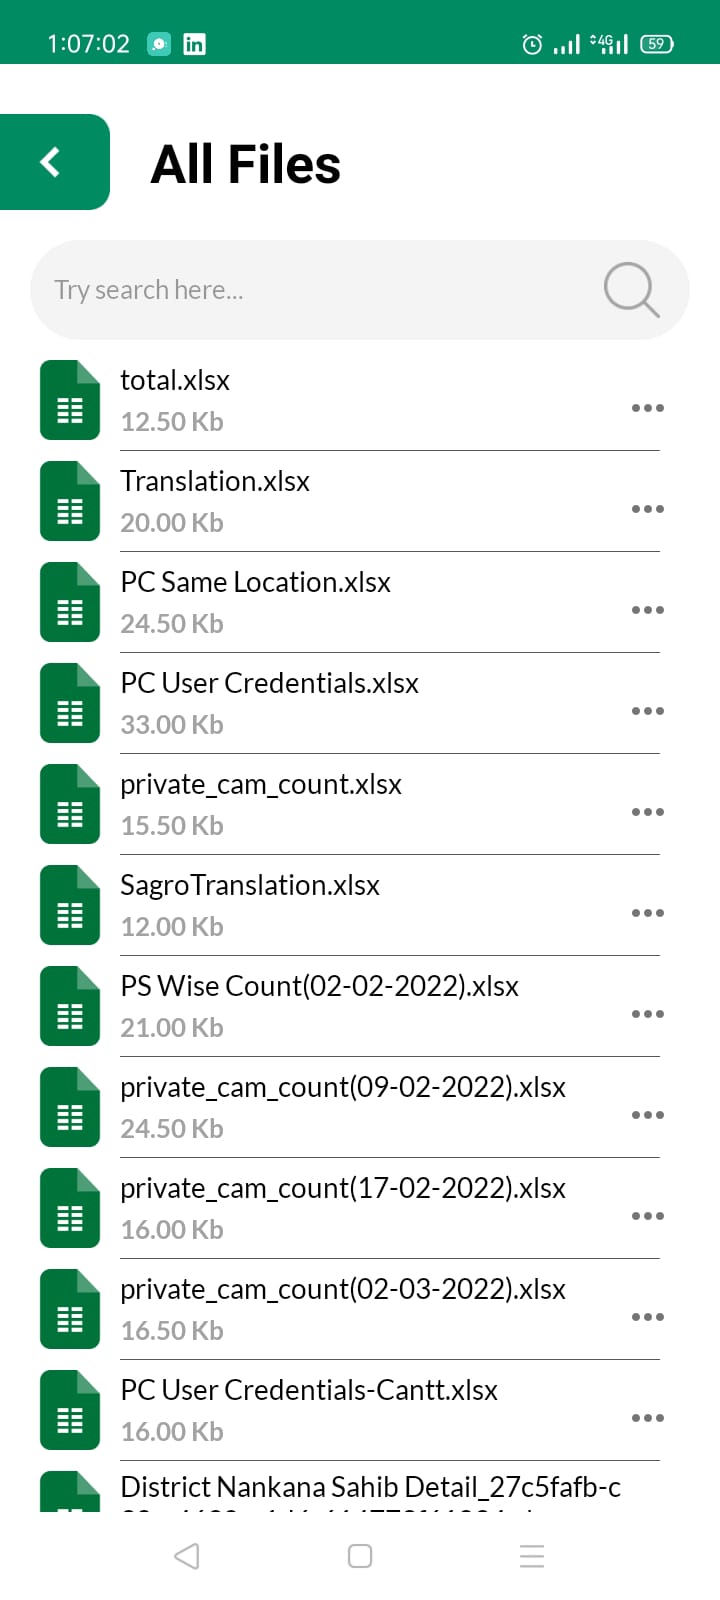 1:07:02
in
4G
59
All Files
Try search here...
total.xlsx
12.50 Kb
Translation.xlsx
20.00 Kb
PC Same Location.xlsx
24.50 Kb
PC User Credentials.xlsx
33.00 Kb
private_cam_count.xlsx
15.50 Kb
SagroTranslation.xlsx
12.00 Kb
PS Wise Count(02-02-2022).xlsx
21.00 Kb
private_cam_count(09-02-2022).xlsx
24.50 Kb
private_cam_count(17-02-2022).xlsx
16.00 Kb
private_cam_count(02-03-2022).xlsx
16.50 Kb
PC User Credentials-Cantt.xlsx
16.00 Kb
District Nankana Sahib Detail_27c5fafb-c